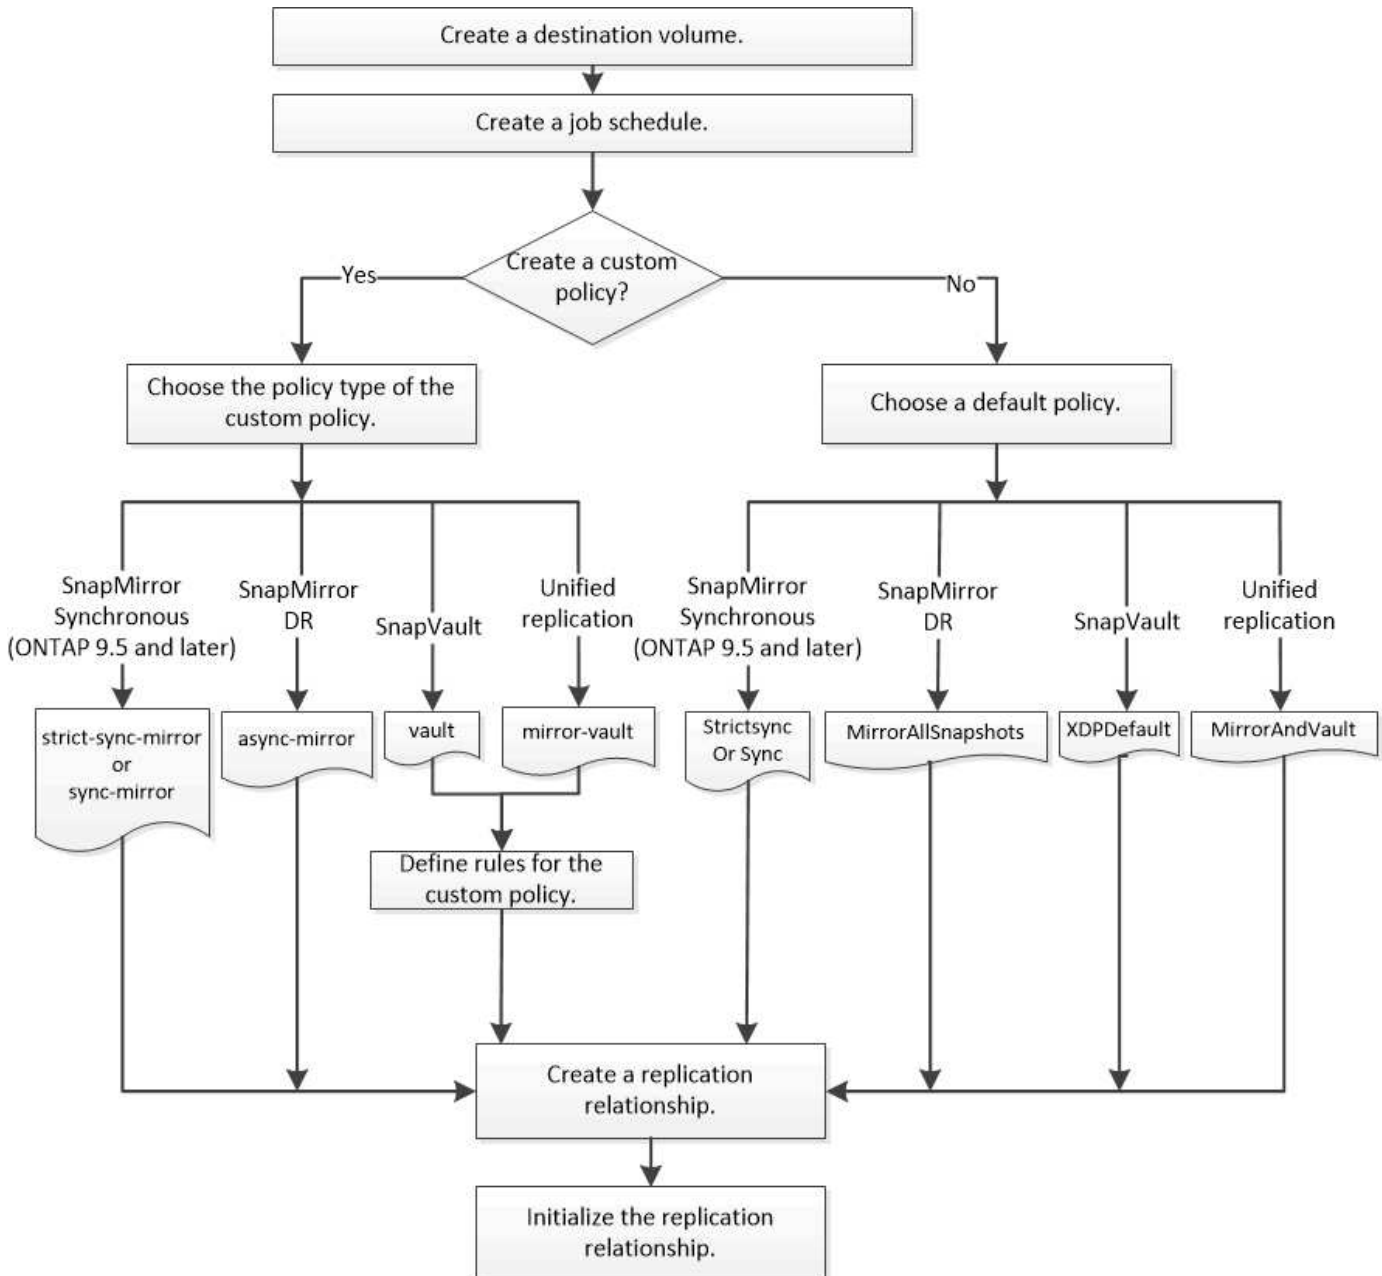 Create a destination volume.
Create a job schedule.
Create a custom
policy?
Yes
No
Choose the policy type of the
custom policy.
Choose a default policy.
SnapMirror
Synchronous
(ONTAP 9.5 and later)
SnapMirror
DR
SnapVault
Unified
replication
SnapMirror
Synchronous
(ONTAP 9.5 and later)
SnapMirror
DR
SnapVault
Unified
replication
strict-sync-mirror
or
sync-mirror
async-mirror
vault
mirror-vault
Strictsync
Or Sync
MirrorAllSnapshots
XDPDefault
MirrorAndVault
Define rules for the
custom policy.
Create a replication
relationship.
Initialize the replication
relationship.